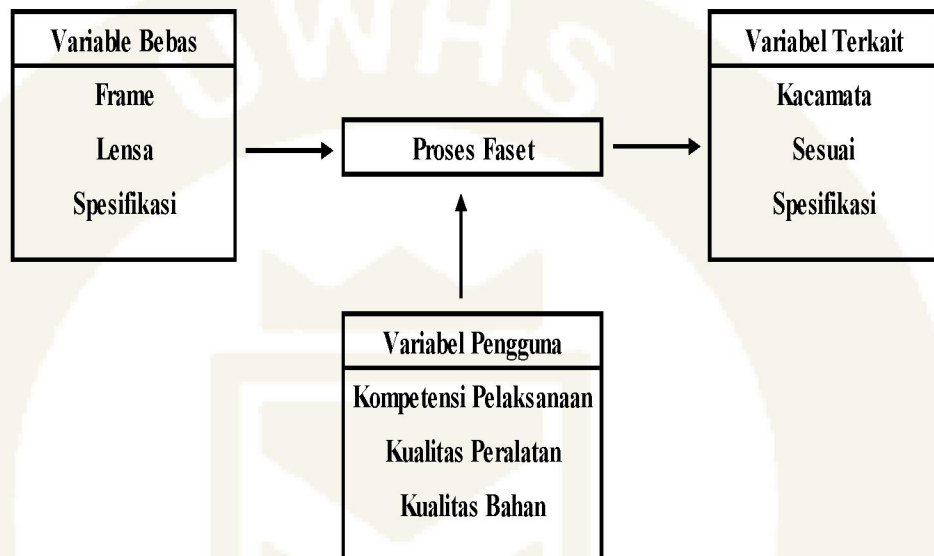 UWHS
Variable Bebas
Frame
Lensa
Spesifikasi
Proses Faset
Variabel Terkait
Kacamata
Sesuai
Spesifikasi
Variabel Pengguna
Kompetensi Pelaksanaan
Kualitas Peralatan
Kualitas Bahan